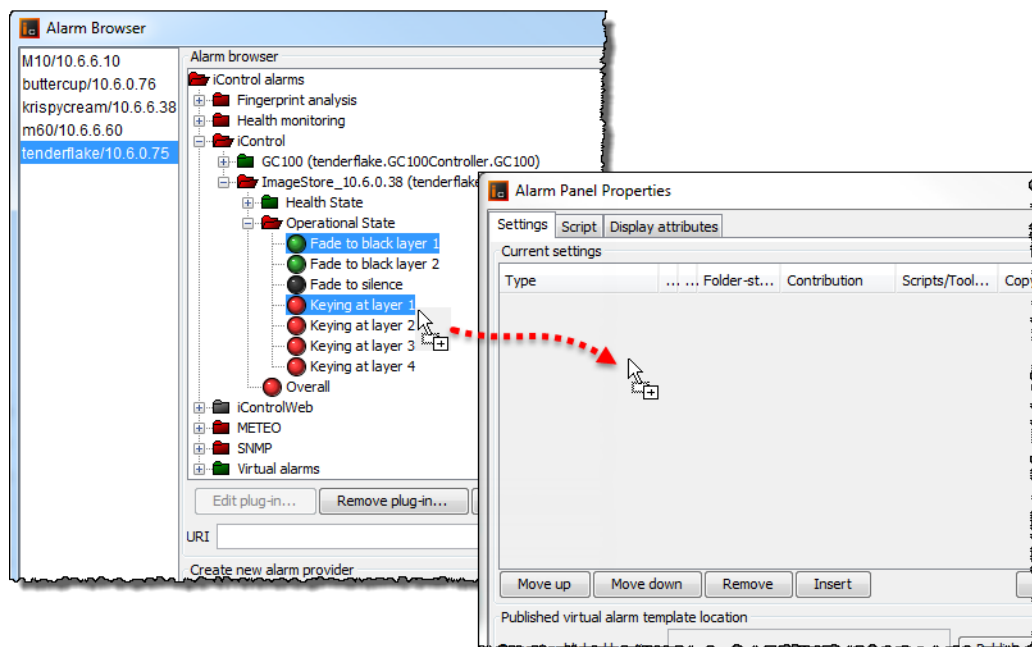 Alarm Browser
M10/10.6.6.10
buttercup/10.6.0.76
krispycream/10.6.6.38
m60/10.6.6.60
tenderflake/10.6.0.75
Alarm browser
iControl alarms
Fingerprint analysis
Health monitoring
iControl
GC100 (tenderflake.GC100Controller.GC100)
ImageStore_10.6.0.38 (tenderflake
Health State
Operational State
Fade to black layer 1
Fade to black layer 2
Fade to silence
Keying at layer 1
Keying at layer 2
Keying at layer 3
Keying at layer 4
Overall
iControlWeb
METEO
SNMP
Virtual alarms
Edit plug-in... Remove plug-in...
URI
Create new alarm provider
Alarm Panel Properties
Settings Script Display attributes
Current settings
Type ... ... Folder-st... Contribution Scripts/Tool... Copy
Move up Move down Remove Insert
Published virtual alarm template location